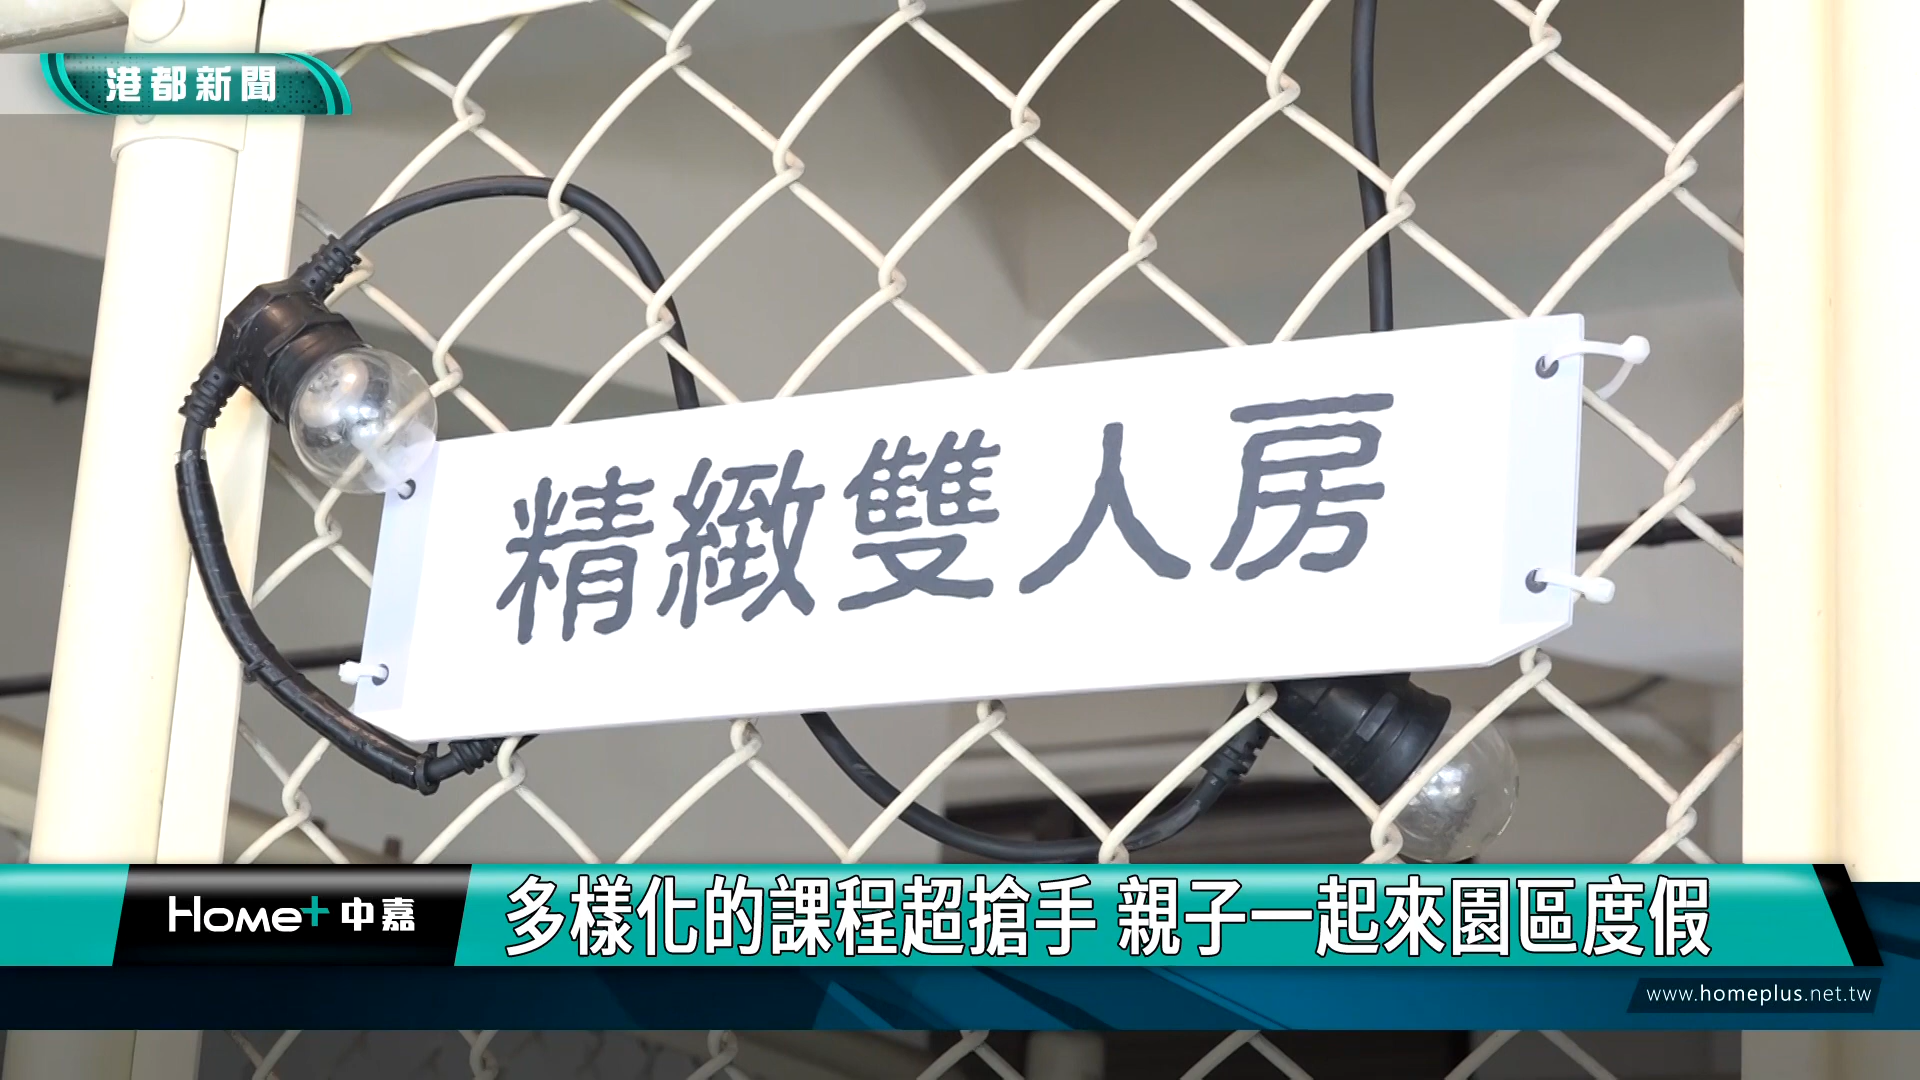 港都新聞
精緻雙人房
Home+ 中嘉
多樣化的課程超搶手 親子一起來園區度假
www.homeplus.net.tw